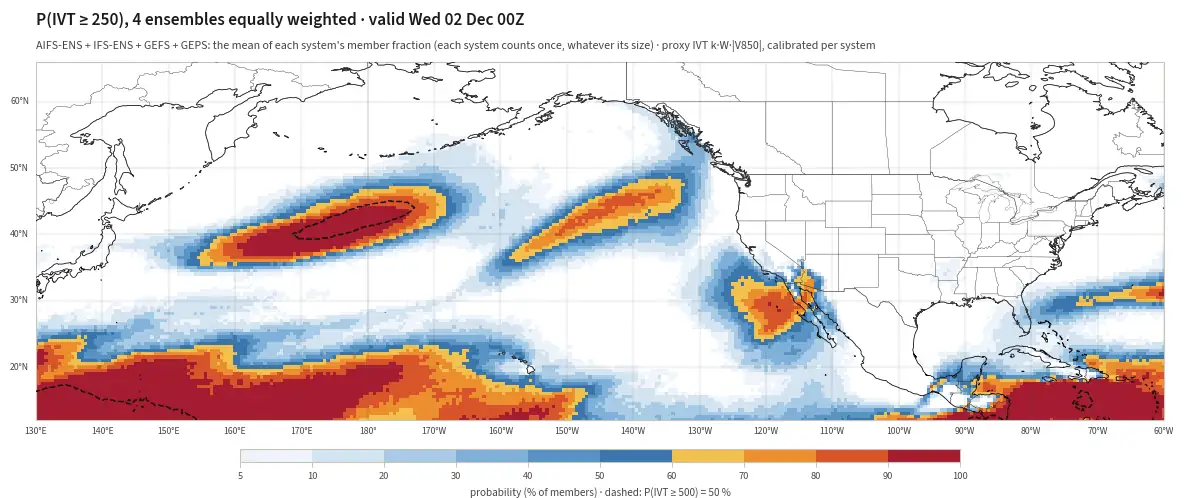 P(IVT ≥ 250), 4 ensembles equally weighted · valid Wed 02 Dec 00Z
AIFS-ENS + IFS-ENS + GEFS + GEPS: the mean of each system's member fraction (each system counts once, whatever its size) · proxy IVT k·W·|V850|, calibrated per system
60°N
50°N
40°N
30°N
20°N
130°E 140°E 150°E 160°E 170°E 180° 170°W 160°W 150°W 140°W 130°W 120°W 110°W 100°W 90°W 80°W 70°W 60°W
5 10 20 30 40 50 60 70 80 90 100
probability (% of members) · dashed: P(IVT ≥ 500) = 50 %